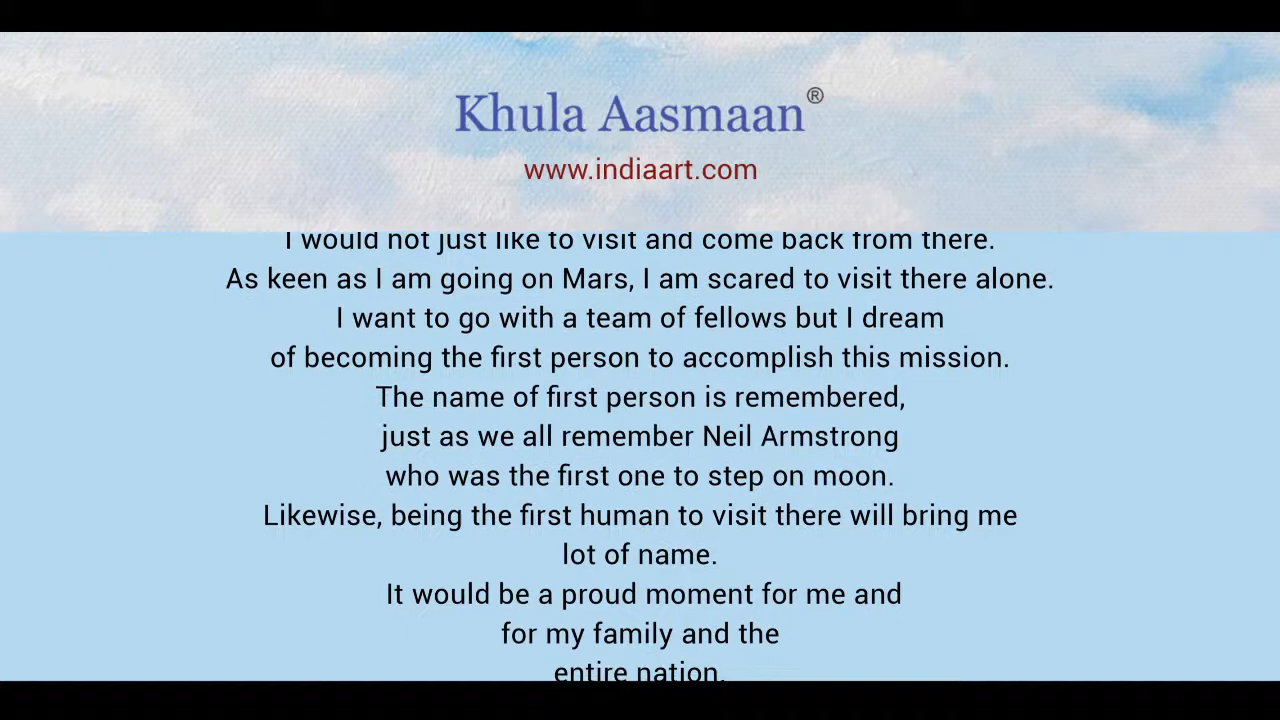 Khula Aasmaan®
www.indiaart.com
I would not just like to visit and come back from there.
As keen as I am going on Mars, I am scared to visit there alone.
I want to go with a team of fellows but I dream
of becoming the first person to accomplish this mission.
The name of first person is remembered,
just as we all remember Neil Armstrong
who was the first one to step on moon.
Likewise, being the first human to visit there will bring me
lot of name.
It would be a proud moment for me and
for my family and the
entire nation.